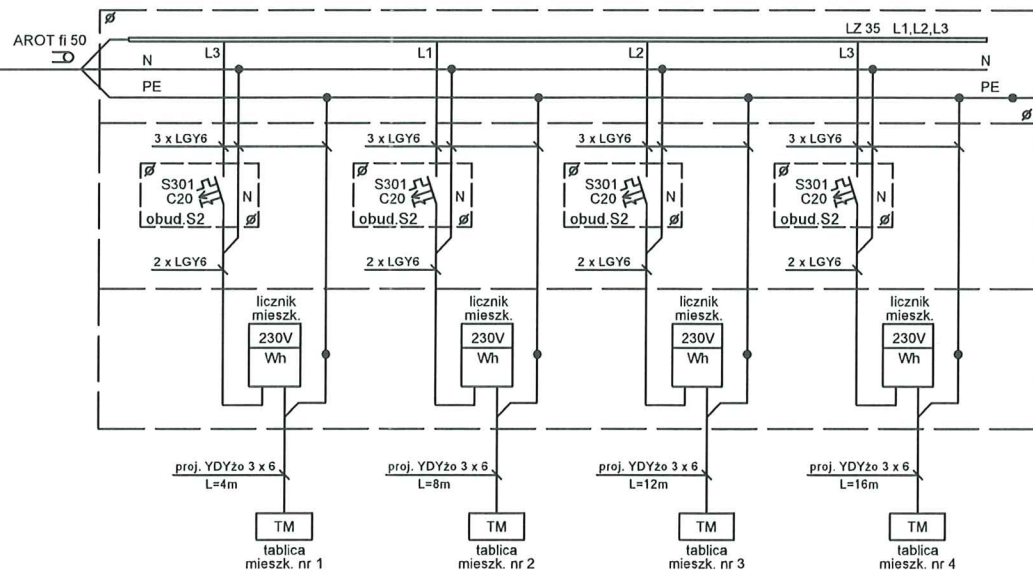 LZ 35 L1,L2,L3
AROT fi 50
L3 L1 L2 L3
N N
PE PE
3 x LGY6 3 x LGY6 3 x LGY6 3 x LGY6
S301 S301 S301 S301
C20 N C20 N C20 N C20 N
obud.S2 obud.S2 obud.S2 obud.S2
2 x LGY6 2 x LGY6 2 x LGY6 2 x LGY6
licznik licznik licznik licznik
mieszk. mieszk. mieszk. mieszk.
230V 230V 230V 230V
Wh Wh Wh Wh
proj. YDYżo 3 x 6 proj. YDYżo 3 x 6 proj. YDYżo 3 x 6 proj. YDYżo 3 x 6
L=4m L=8m L=12m L=16m
TM TM TM TM
tablica tablica tablica tablica
mieszk. nr 1 mieszk. nr 2 mieszk. nr 3 mieszk. nr 4